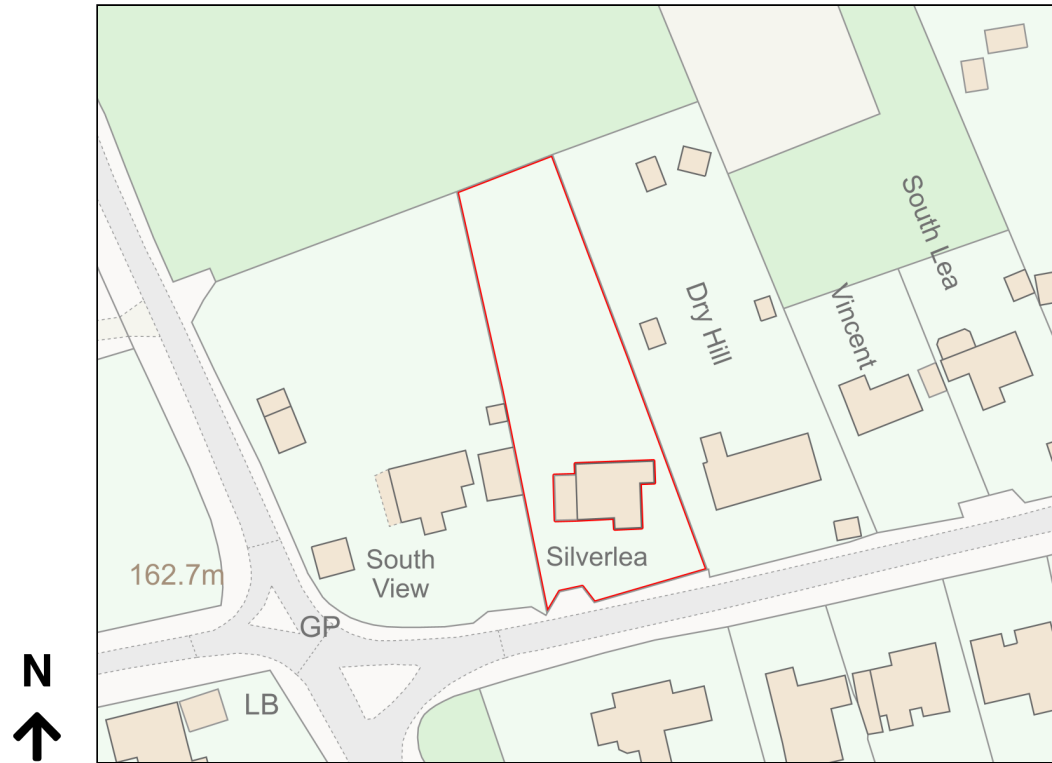 South Lea
Dry Hill
Vincent
Silverlea
South
View
162.7m
GP
LB
N